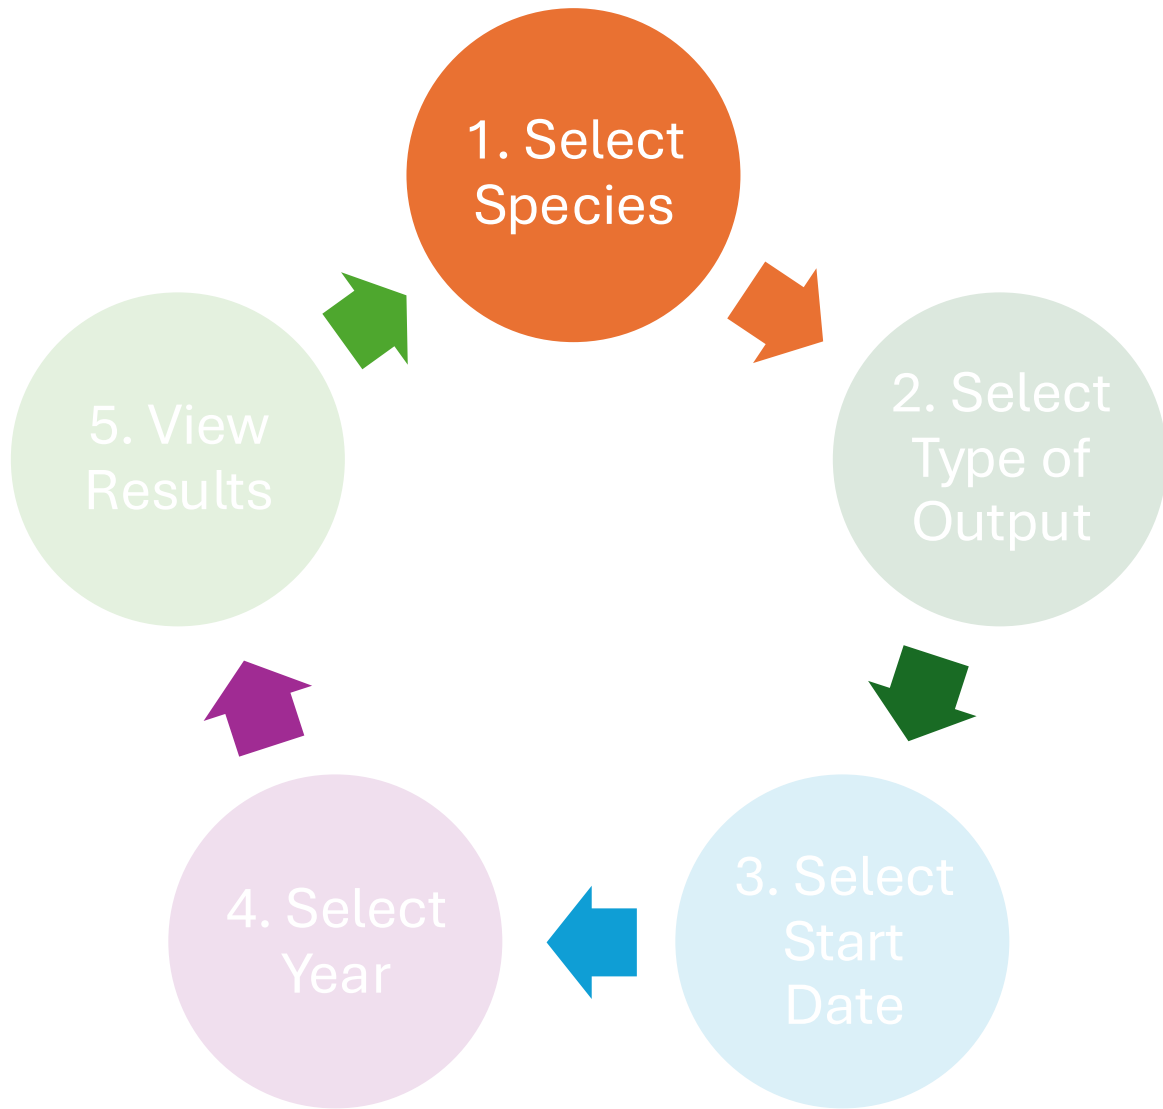 1. Select
Species
2. Select
Type of
Output
3. Select
Start
Date
4. Select
Year
5. View
Results